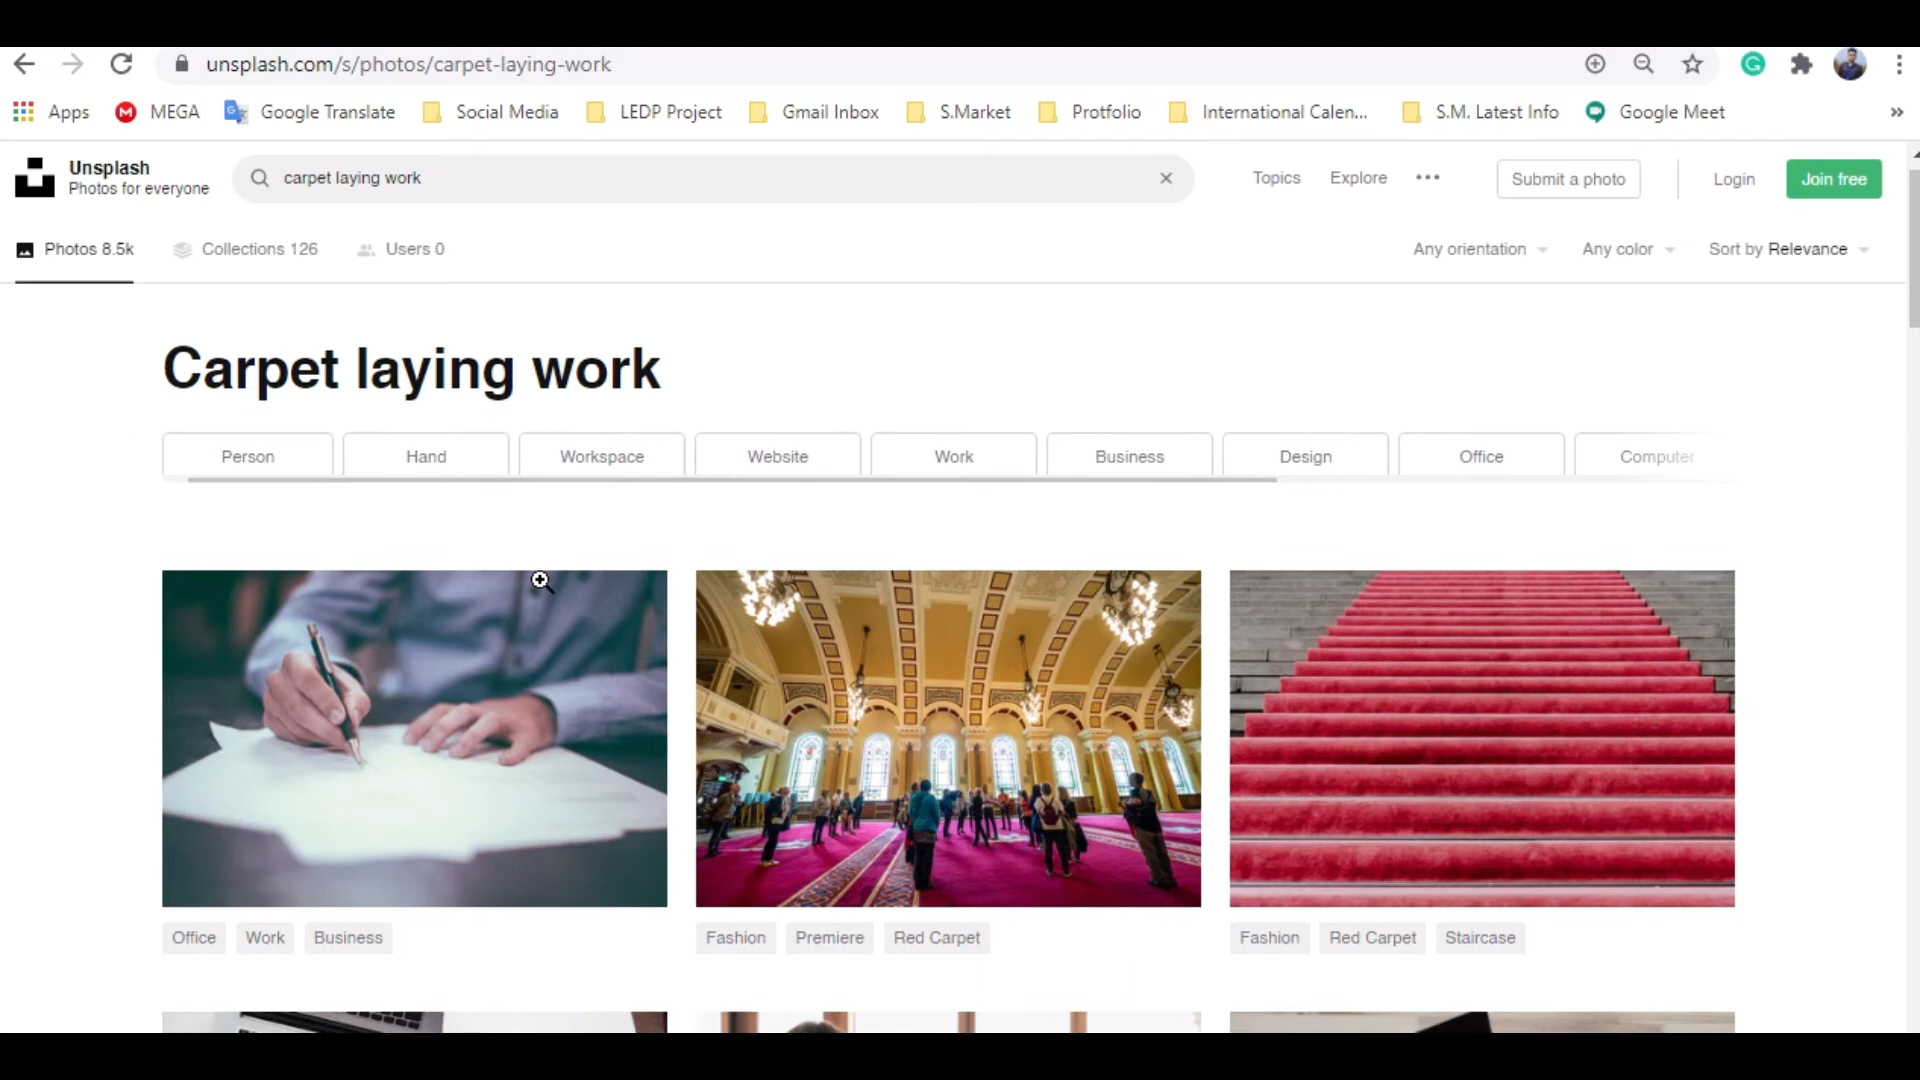 unsplash.com/s/photos/carpet-laying-work
Apps MEGA Google Translate Social Media LEDP Project Gmail Inbox S.Market Protfolio International Calen... S.M. Latest Info Google Meet »
Unsplash
Photos for everyone
carpet laying work
Topics Explore ••• Submit a photo Login Join free
Photos 8.5k Collections 126 Users 0 Any orientation Any color Sort by Relevance
Carpet laying work
Person Hand Workspace Website Work Business Design Office Computer
Office Work Business Fashion Premiere Red Carpet Fashion Red Carpet Staircase